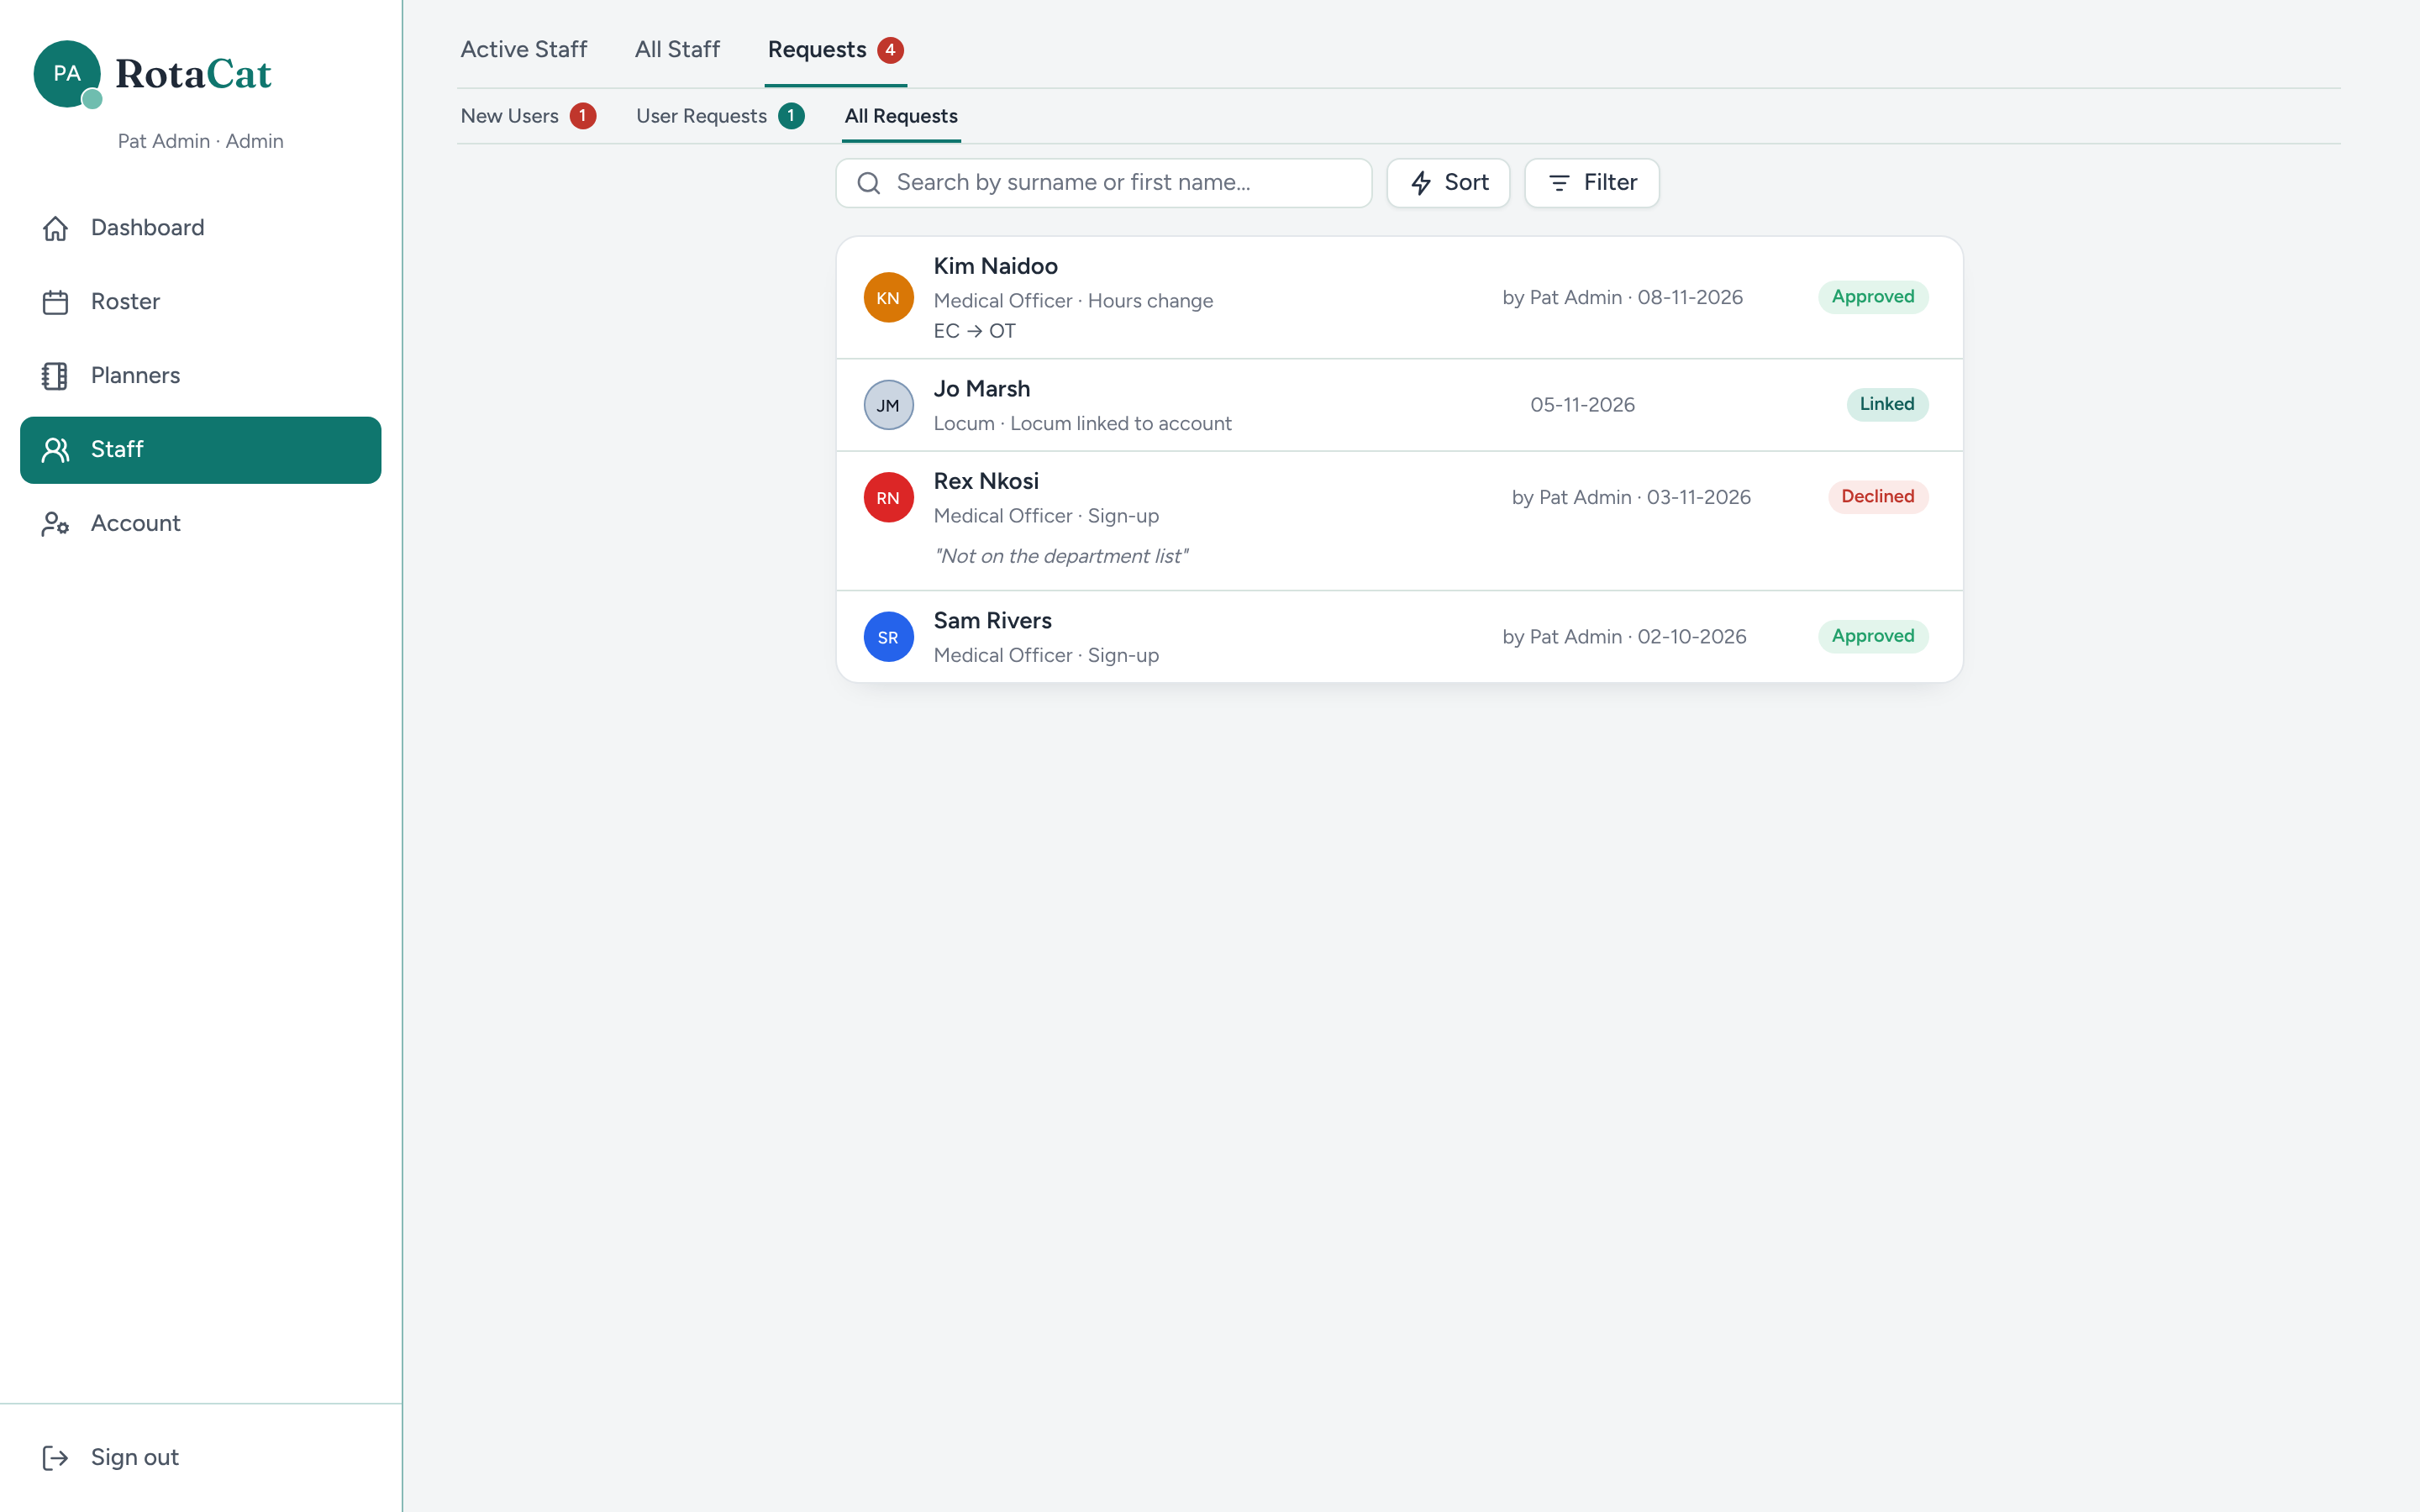 PA
RotaCat
Pat Admin · Admin
Dashboard
Roster
Planners
Staff
Account
Sign out
Active Staff
All Staff
Requests 4
New Users 1
User Requests 1
All Requests
Search by surname or first name...
Sort
Filter
KN
Kim Naidoo
Medical Officer · Hours change
EC → OT
by Pat Admin · 08-11-2026
Approved
JM
Jo Marsh
Locum · Locum linked to account
05-11-2026
Linked
RN
Rex Nkosi
Medical Officer · Sign-up
"Not on the department list"
by Pat Admin · 03-11-2026
Declined
SR
Sam Rivers
Medical Officer · Sign-up
by Pat Admin · 02-10-2026
Approved